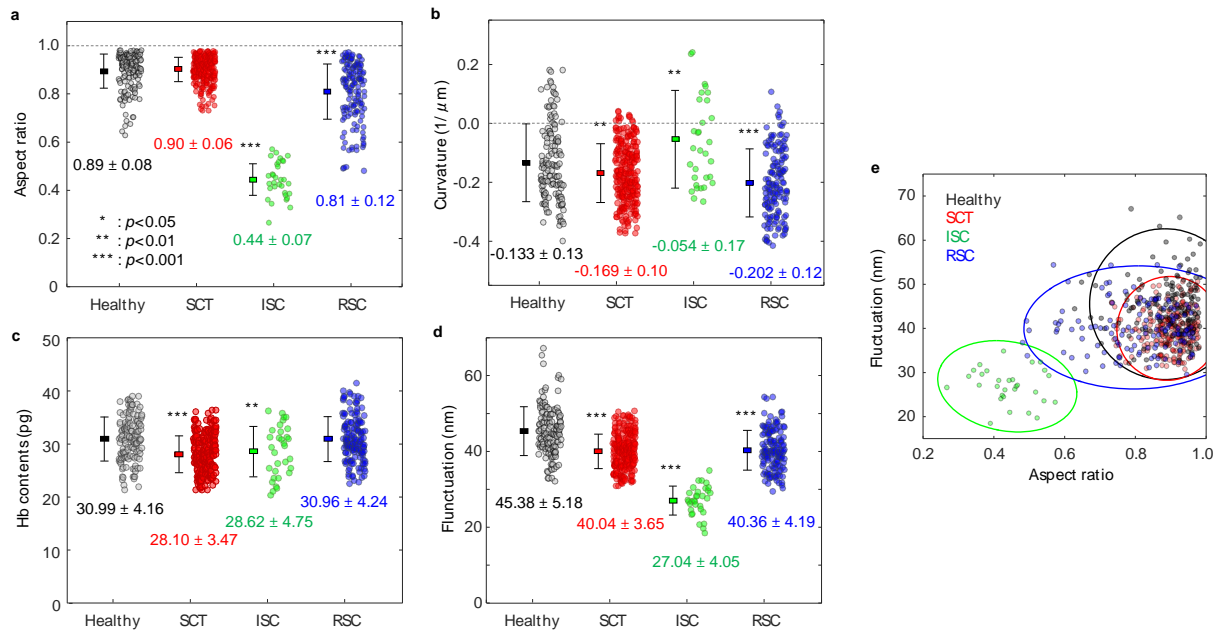 a
Aspect ratio
1.0
0.8
0.6
0.4
0.2
0
0.89 ± 0.08
0.90 ± 0.06
0.44 ± 0.07
0.81 ± 0.12
***
***
* : p<0.05
** : p<0.01
*** : p<0.001
Healthy SCT ISC RSC
b
Curvature (1/ μm)
0.4
0.2
0.0
-0.2
-0.4
**
**
***
-0.133 ± 0.13
-0.169 ± 0.10
-0.054 ± 0.17
-0.202 ± 0.12
Healthy SCT ISC RSC
c
Hb contents (pg)
50
40
30
20
10
0
***
**
30.99 ± 4.16
28.10 ± 3.47
28.62 ± 4.75
30.96 ± 4.24
Healthy SCT ISC RSC
d
Flunctuation (nm)
60
40
20
0
***
***
***
45.38 ± 5.18
40.04 ± 3.65
27.04 ± 4.05
40.36 ± 4.19
Healthy SCT ISC RSC
e
Fluctuation (nm)
70
60
50
40
30
20
Healthy
SCT
ISC
RSC
0.2 0.4 0.6 0.8 1.0
Aspect ratio